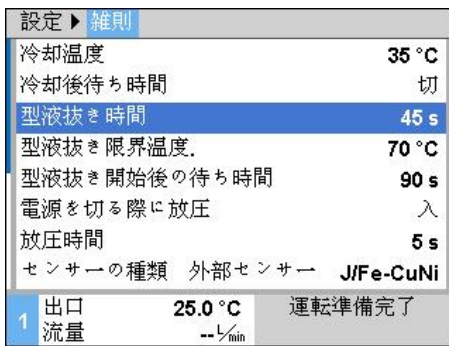 設定 ▶ 雑則
冷却温度 35 °C
冷却後待ち時間 切
型液抜き時間 45 s
型液抜き限界温度. 70 °C
型液抜き開始後の待ち時間 90 s
電源を切る際に放圧 入
放圧時間 5 s
センサーの種類 外部センサー J/Fe-CuNi
1 出口 25.0 °C 運転準備完了
流量 -- L/min